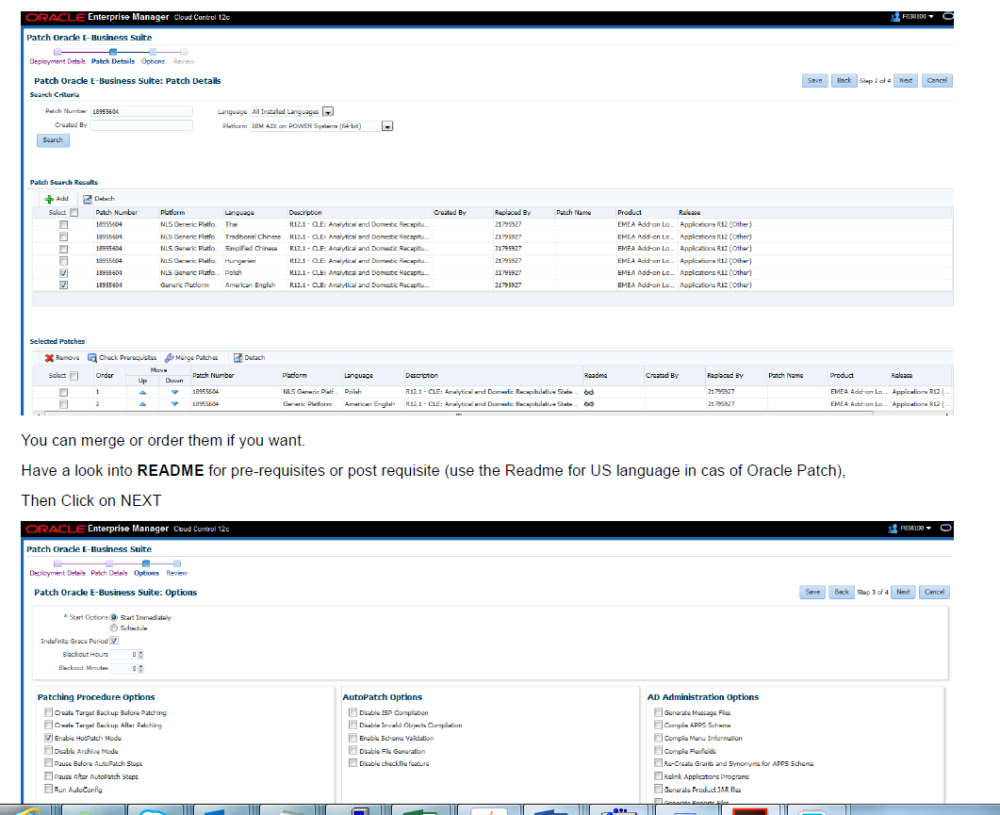 ORACLE Enterprise Manager Cloud Control 12c F038100
Patch Oracle E-Business Suite
Deployment Details Patch Details Options Review
Patch Oracle E-Business Suite: Patch Details Save Back Step 2 of 4 Next Cancel
Search Criteria
Patch Number 18955604 Language All Installed Languages
Created By Platform IBM AIX on POWER Systems (64-bit)
Search
Patch Search Results
Add Detach
Select Patch Number Platform Language Description Created By Replaced By Patch Name Product Release
18955604 NLS Generic Platfo... Thai R12.1 - CLE: Analytical and Domestic Recapitu... 21795927 EMEA Add-on Lo... Applications R12 (Other)
18955604 NLS Generic Platfo... Traditional Chinese R12.1 - CLE: Analytical and Domestic Recapitu... 21795927 EMEA Add-on Lo... Applications R12 (Other)
18955604 NLS Generic Platfo... Simplified Chinese R12.1 - CLE: Analytical and Domestic Recapitu... 21795927 EMEA Add-on Lo... Applications R12 (Other)
18955604 NLS Generic Platfo... Hungarian R12.1 - CLE: Analytical and Domestic Recapitu... 21795927 EMEA Add-on Lo... Applications R12 (Other)
18955604 NLS Generic Platfo... Polish R12.1 - CLE: Analytical and Domestic Recapitu... 21795927 EMEA Add-on Lo... Applications R12 (Other)
18955604 Generic Platform American English R12.1 - CLE: Analytical and Domestic Recapitu... 21795927 EMEA Add-on Lo... Applications R12 (Other)
Selected Patches
Remove Check Prerequisites Merge Patches Detach
Select Order Move Up Down Patch Number Platform Language Description Readme Created By Replaced By Patch Name Product Release
1 18955604 NLS Generic Platf... Polish R12.1 - CLE: Analytical and Domestic Recapitulative State... 21795927 EMEA Add-on Lo... Applications R12 (...
2 18955604 Generic Platform American English R12.1 - CLE: Analytical and Domestic Recapitulative State... 21795927 EMEA Add-on Lo... Applications R12 (...
You can merge or order them if you want.
Have a look into README for pre-requisites or post requisite (use the Readme for US language in cas of Oracle Patch),
Then Click on NEXT
ORACLE Enterprise Manager Cloud Control 12c F038100
Patch Oracle E-Business Suite
Deployment Details Patch Details Options Review
Patch Oracle E-Business Suite: Options Save Back Step 3 of 4 Next Cancel
* Start Options Start Immediately
Schedule
Indefinite Grace Period
Blackout Hours 0
Blackout Minutes 0
Patching Procedure Options
Create Target Backup Before Patching
Create Target Backup After Patching
Enable HotPatch Mode
Disable Archive Mode
Pause Before AutoPatch Steps
Pause After AutoPatch Steps
Run AutoConfig
AutoPatch Options
Disable JSP Compilation
Disable Invalid Objects Compilation
Enable Schema Validation
Disable File Generation
Disable checkfile feature
AD Administration Options
Generate Message Files
Compile APPS Schema
Compile Menu Information
Compile Flexfields
Re-Create Grants and Synonyms for APPS Schema
Relink Applications Programs
Generate Product JAR files
Generate Reports Files